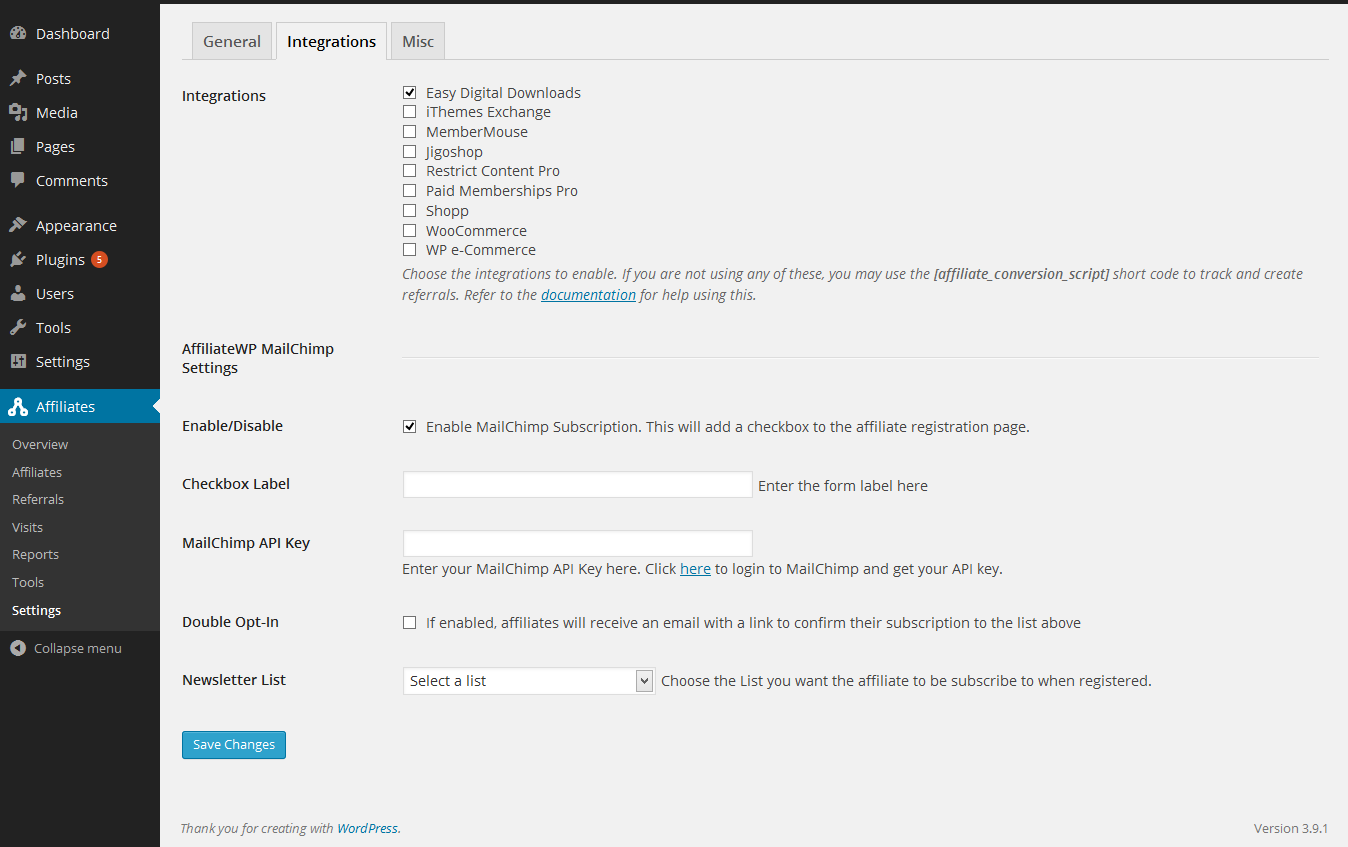 Dashboard
Posts
Media
Pages
Comments
Appearance
Plugins 5
Users
Tools
Settings
Affiliates
Overview
Affiliates
Referrals
Visits
Reports
Tools
Settings
Collapse menu
General Integrations Misc
Integrations
Easy Digital Downloads
iThemes Exchange
MemberMouse
Jigoshop
Restrict Content Pro
Paid Memberships Pro
Shopp
WooCommerce
WP e-Commerce
Choose the integrations to enable. If you are not using any of these, you may use the [affiliate_conversion_script] short code to track and create
referrals. Refer to the documentation for help using this.
AffiliateWP MailChimp
Settings
Enable/Disable
Enable MailChimp Subscription. This will add a checkbox to the affiliate registration page.
Checkbox Label
Enter the form label here
MailChimp API Key
Enter your MailChimp API Key here. Click here to login to MailChimp and get your API key.
Double Opt-In
If enabled, affiliates will receive an email with a link to confirm their subscription to the list above
Newsletter List
Select a list
Choose the List you want the affiliate to be subscribe to when registered.
Save Changes
Thank you for creating with WordPress.
Version 3.9.1